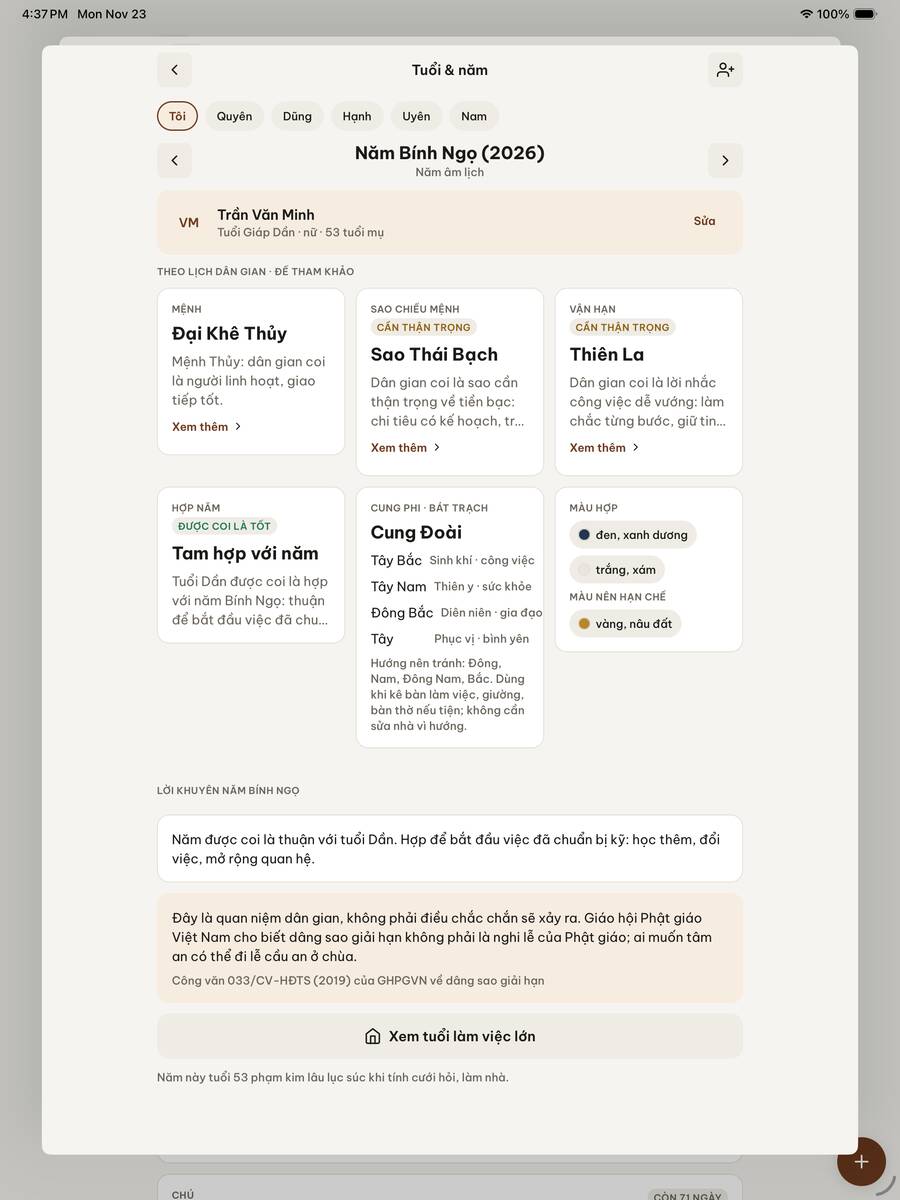 4:37 PM Mon Nov 23
100%
Tuổi & năm
Tôi
Quyên
Dũng
Hạnh
Uyên
Nam
Năm Bính Ngọ (2026)
Năm âm lịch
VM
Trần Văn Minh
Tuổi Giáp Dần · nữ · 53 tuổi mụ
Sửa
THEO LỊCH DÂN GIAN · ĐỂ THAM KHẢO
MỆNH
Đại Khê Thủy
Mệnh Thủy: dân gian coi
là người linh hoạt, giao
tiếp tốt.
Xem thêm
SAO CHIẾU MỆNH
CẦN THẬN TRỌNG
Sao Thái Bạch
Dân gian coi là sao cần
thận trọng về tiền bạc:
chi tiêu có kế hoạch, tr...
Xem thêm
VẬN HẠN
CẦN THẬN TRỌNG
Thiên La
Dân gian coi là lời nhắc
công việc dễ vướng: làm
chắc từng bước, giữ tin...
Xem thêm
HỢP NĂM
ĐƯỢC COI LÀ TỐT
Tam hợp với năm
Tuổi Dần được coi là hợp
với năm Bính Ngọ: thuận
để bắt đầu việc đã chu...
CUNG PHI · BÁT TRẠCH
Cung Đoài
Tây Bắc Sinh khí · công việc
Tây Nam Thiên y · sức khỏe
Đông Bắc Diên niên · gia đạo
Tây Phục vị · bình yên
Hướng nên tránh: Đông,
Nam, Đông Nam, Bắc. Dùng
khi kê bàn làm việc, giường,
bàn thờ nếu tiện; không cần
sửa nhà vì hướng.
MÀU HỢP
đen, xanh dương
trắng, xám
MÀU NÊN HẠN CHẾ
vàng, nâu đất
LỜI KHUYÊN NĂM BÍNH NGỌ
Năm được coi là thuận với tuổi Dần. Hợp để bắt đầu việc đã chuẩn bị kỹ: học thêm, đổi
việc, mở rộng quan hệ.
Đây là quan niệm dân gian, không phải điều chắc chắn sẽ xảy ra. Giáo hội Phật giáo
Việt Nam cho biết dâng sao giải hạn không phải là nghi lễ của Phật giáo; ai muốn tâm
an có thể đi lễ cầu an ở chùa.
Công văn 033/CV-HĐTS (2019) của GHPGVN về dâng sao giải hạn
Xem tuổi làm việc lớn
Năm này tuổi 53 phạm kim lâu lục súc khi tính cưới hỏi, làm nhà.
CHÚ
CÒN 71 NGÀY